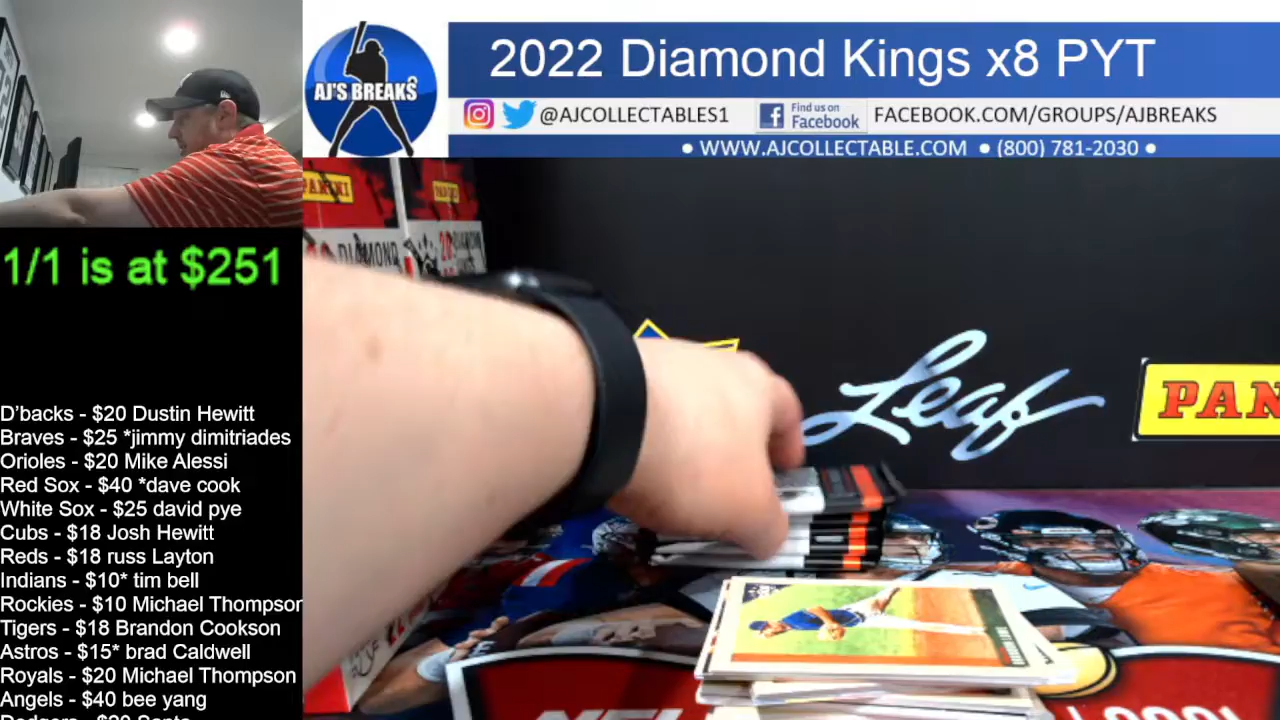 2022 Diamond Kings x8 PYT
AJ'S BREAKS
@AJCOLLECTABLES1
Find us on
Facebook
FACEBOOK.COM/GROUPS/AJBREAKS
• WWW.AJCOLLECTABLE.COM • (800) 781-2030 •
PANINI
PANINI
DIAMOND
1/1 is at $251
Leaf
PAN
D'backs - $20 Dustin Hewitt
Braves - $25 *jimmy dimitriades
Orioles - $20 Mike Alessi
Red Sox - $40 *dave cook
White Sox - $25 david pye
Cubs - $18 Josh Hewitt
Reds - $18 russ Layton
Indians - $10* tim bell
Rockies - $10 Michael Thompson
Tigers - $18 Brandon Cookson
Astros - $15* brad Caldwell
Royals - $20 Michael Thompson
Angels - $40 bee yang